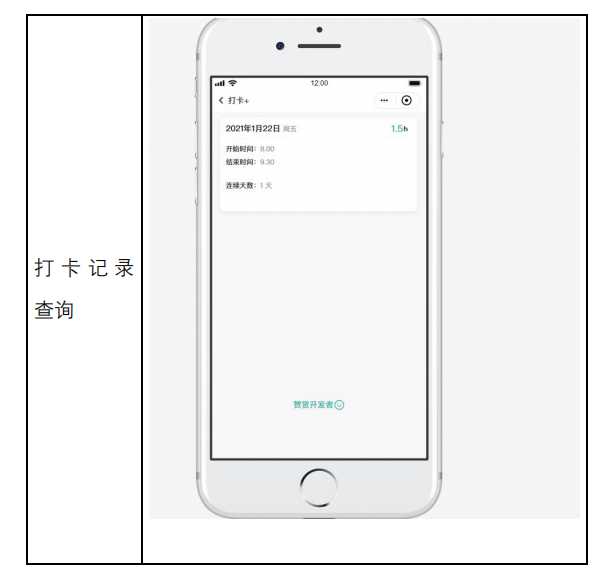 打卡记录
查询
12:00
打卡+
2021年1月22日 周五 1.5h
开始时间：8.00
结束时间：9.30
连续天数：1 天
赞赏开发者